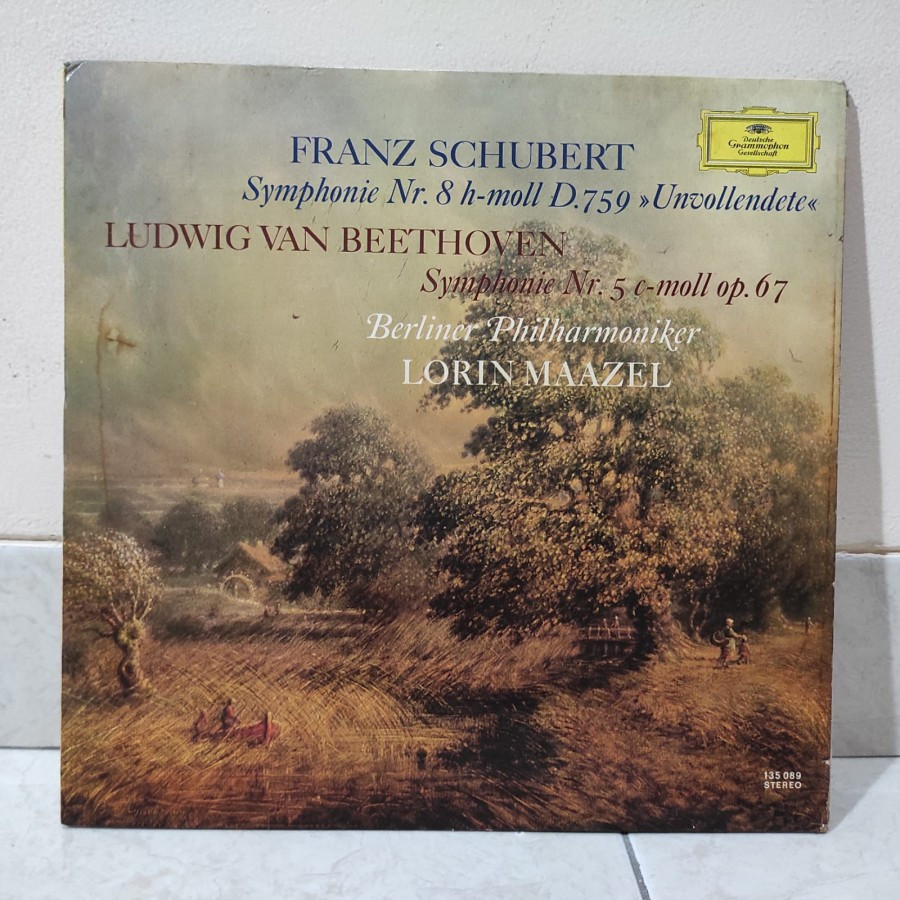 FRANZ SCHUBERT
Symphonie Nr. 8 h-moll D.759 »Unvollendete«
Deutsche
Grammophon
Gesellschaft
LUDWIG VAN BEETHOVEN
Symphonie Nr. 5 c-moll op. 67
Berliner Philharmoniker
LORIN MAAZEL
135 089
STEREO